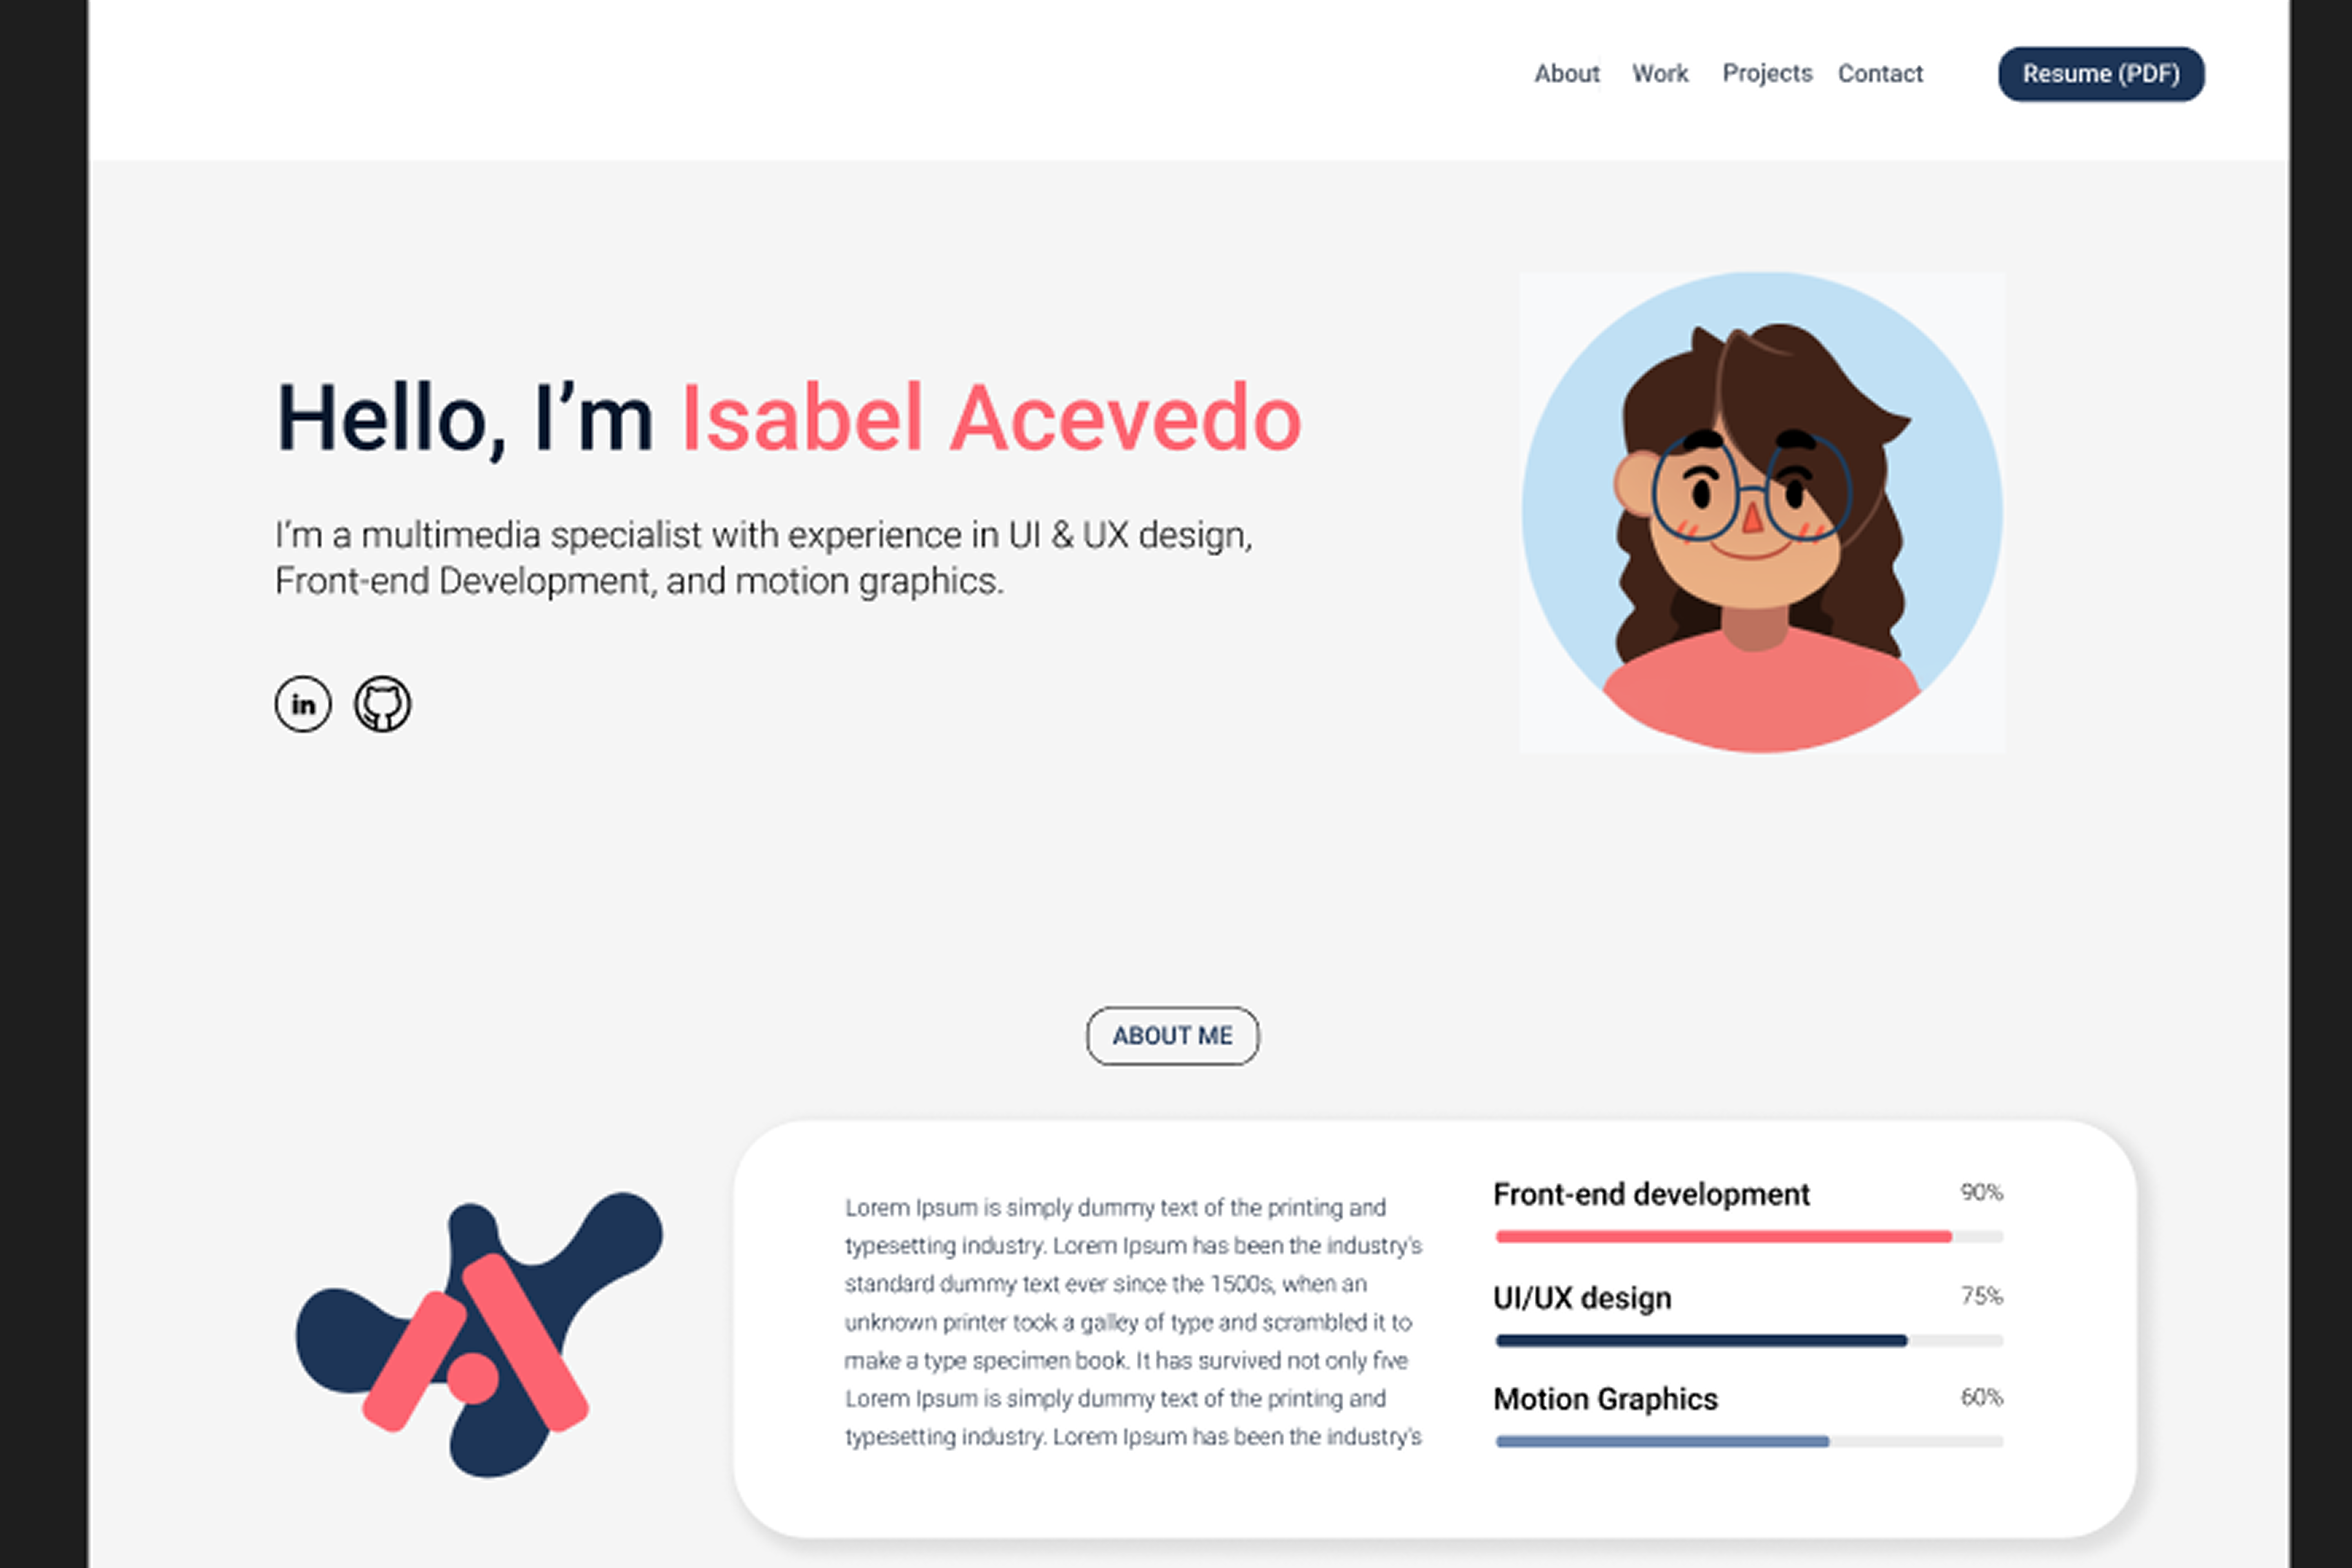 About Work Projects Contact Resume (PDF)
Hello, I’m Isabel Acevedo
I’m a multimedia specialist with experience in UI & UX design,
Front-end Development, and motion graphics.
in
ABOUT ME
Lorem Ipsum is simply dummy text of the printing and
typesetting industry. Lorem Ipsum has been the industry's
standard dummy text ever since the 1500s, when an
unknown printer took a galley of type and scrambled it to
make a type specimen book. It has survived not only five
Lorem Ipsum is simply dummy text of the printing and
typesetting industry. Lorem Ipsum has been the industry's
Front-end development 90%
UI/UX design 75%
Motion Graphics 60%